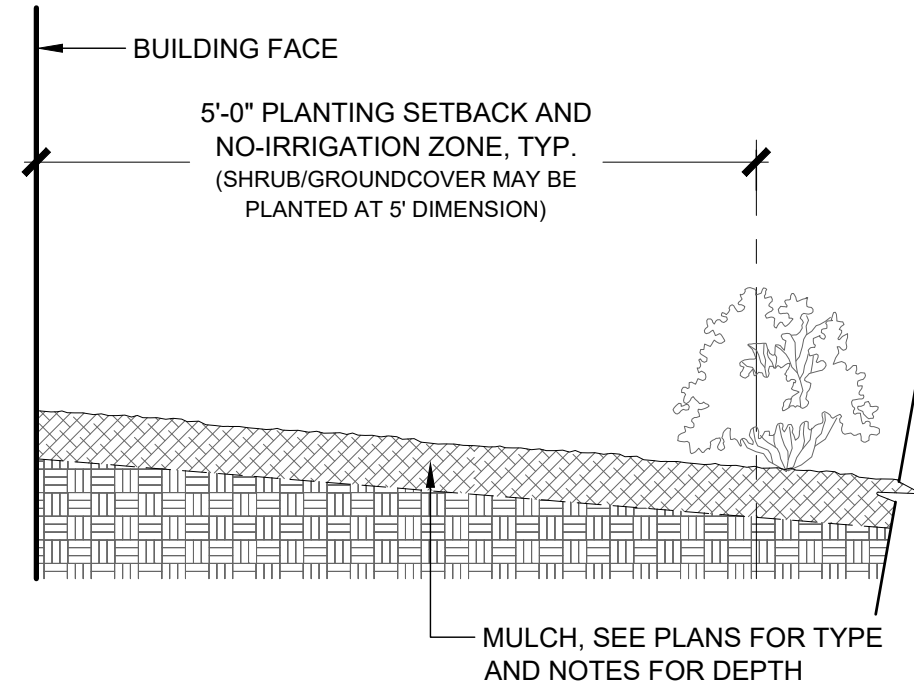 BUILDING FACE
5'-0" PLANTING SETBACK AND
NO-IRRIGATION ZONE, TYP.
(SHRUB/GROUNDCOVER MAY BE
PLANTED AT 5' DIMENSION)
MULCH, SEE PLANS FOR TYPE
AND NOTES FOR DEPTH